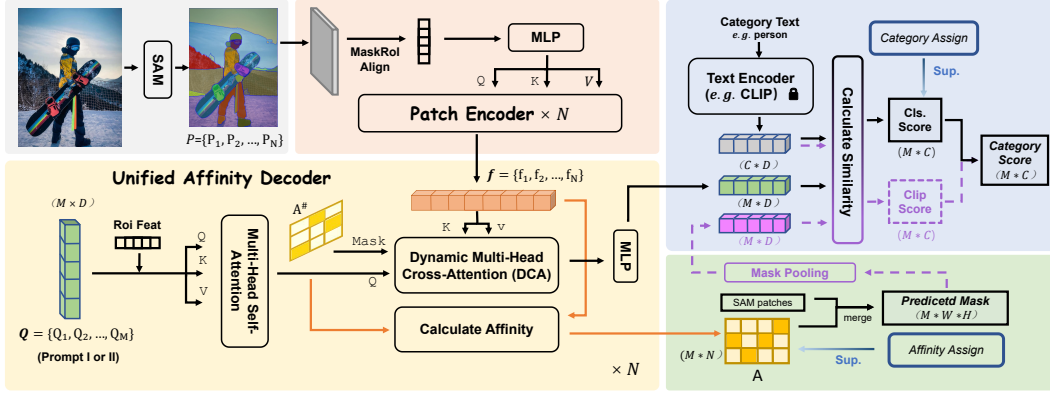 SAM
P={P1, P2, ..., PN}
MaskRoI
Align
MLP
Q
K
V
Patch Encoder × N
f = {f1, f2, ..., fN}
Unified Affinity Decoder
(M × D)
Roi Feat
Q
K
V
Multi-Head Self-
Attention
A#
Mask
Q
K
v
Dynamic Multi-Head
Cross-Attention (DCA)
Calculate Affinity
MLP
Q = {Q1, Q2, ..., QM}
(Prompt I or II)
× N
Category Text
e.g. person
Text Encoder
(e.g. CLIP)
(C * D)
(M * D)
(M * D)
Calculate Similarity
Category Assign
Sup.
Cls.
Score
(M * C)
Clip
Score
(M * C)
Category
Score
(M * C)
Mask Pooling
SAM patches
merge
Predicetd Mask
(M * W * H)
(M * N)
A
Sup.
Affinity Assign